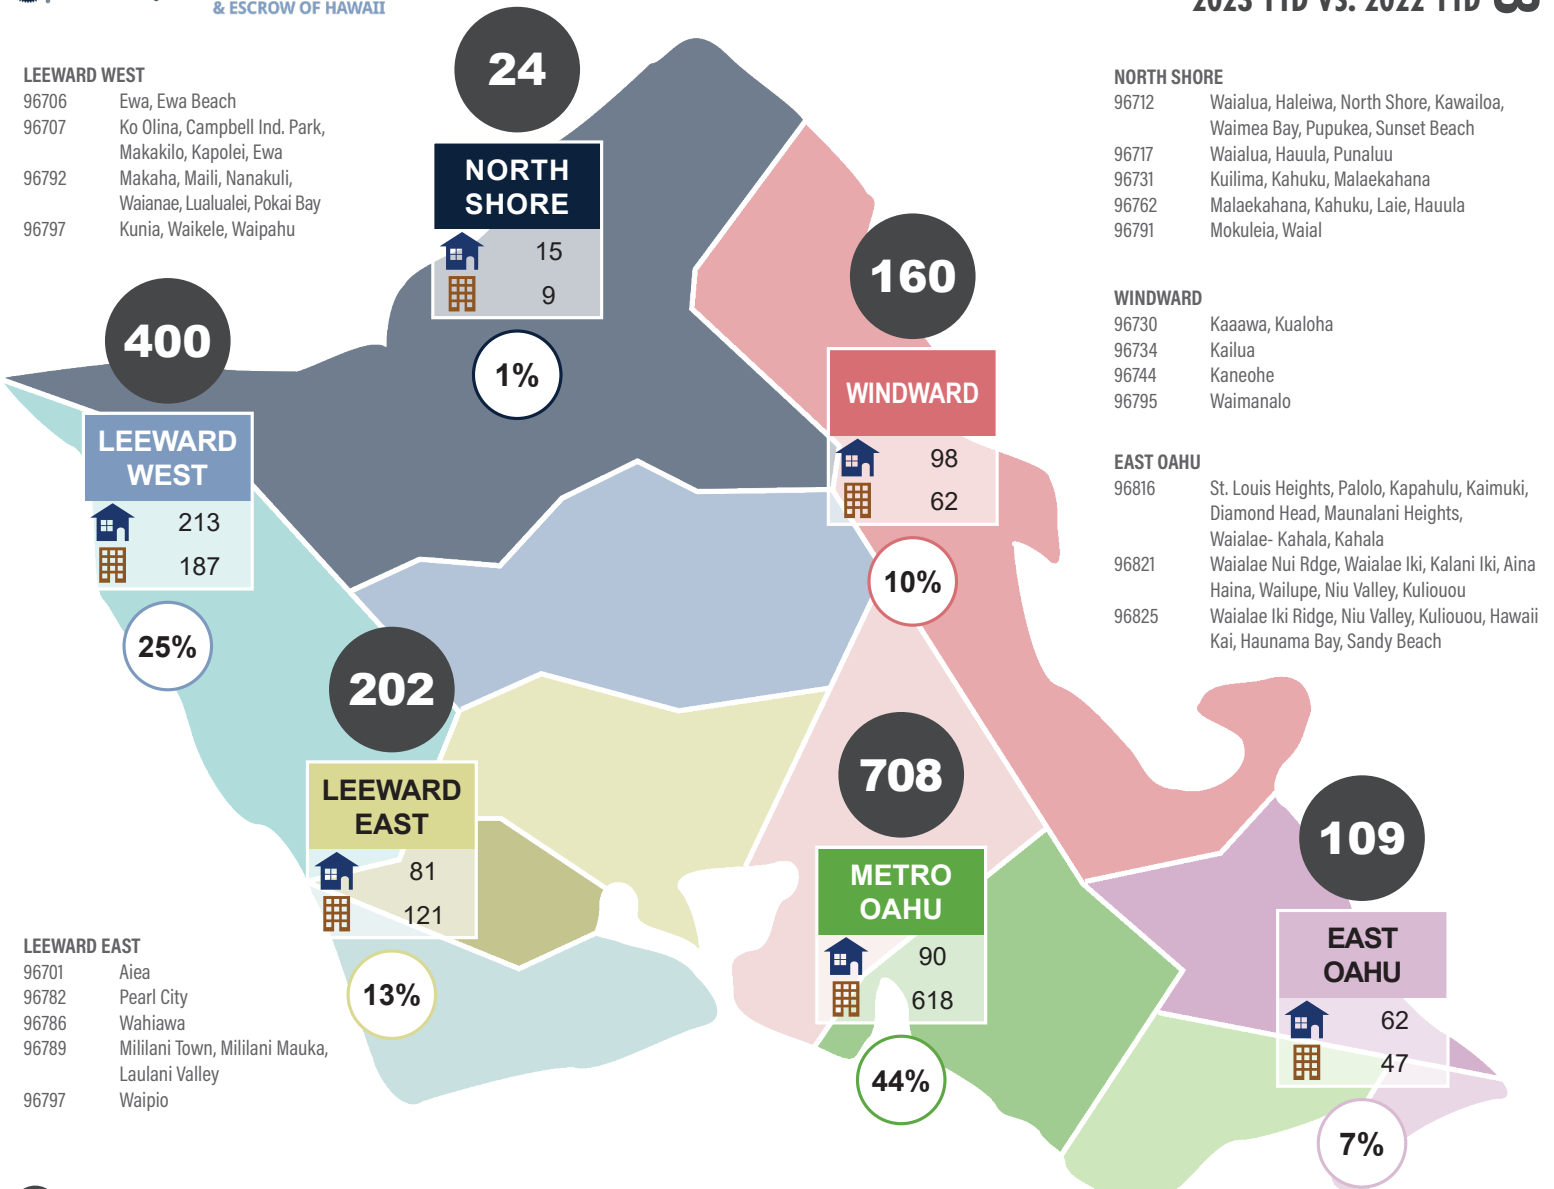 & ESCROW OF HAWAII
2023 YTD VS. 2022 YTD
LEEWARD WEST
96706 Ewa, Ewa Beach
96707 Ko Olina, Campbell Ind. Park,
Makakilo, Kapolei, Ewa
96792 Makaha, Maili, Nanakuli,
Waianae, Lualualei, Pokai Bay
96797 Kunia, Waikele, Waipahu
24
NORTH
SHORE
15
9
1%
NORTH SHORE
96712 Waialua, Haleiwa, North Shore, Kawailoa,
Waimea Bay, Pupukea, Sunset Beach
96717 Waialua, Hauula, Punaluu
96731 Kuilima, Kahuku, Malaekahana
96762 Malaekahana, Kahuku, Laie, Hauula
96791 Mokuleia, Waial
WINDWARD
96730 Kaaawa, Kualoha
96734 Kailua
96744 Kaneohe
96795 Waimanalo
EAST OAHU
96816 St. Louis Heights, Palolo, Kapahulu, Kaimuki,
Diamond Head, Maunalani Heights,
Waialae- Kahala, Kahala
96821 Waialae Nui Rdge, Waialae Iki, Kalani Iki, Aina
Haina, Wailupe, Niu Valley, Kuliouou
96825 Waialae Iki Ridge, Niu Valley, Kuliouou, Hawaii
Kai, Haunama Bay, Sandy Beach
160
WINDWARD
98
62
10%
400
LEEWARD
WEST
213
187
25%
202
LEEWARD
EAST
81
121
13%
708
METRO
OAHU
90
618
44%
109
EAST
OAHU
62
47
7%
LEEWARD EAST
96701 Aiea
96782 Pearl City
96786 Wahiawa
96789 Mililani Town, Mililani Mauka,
Laulani Valley
96797 Waipio